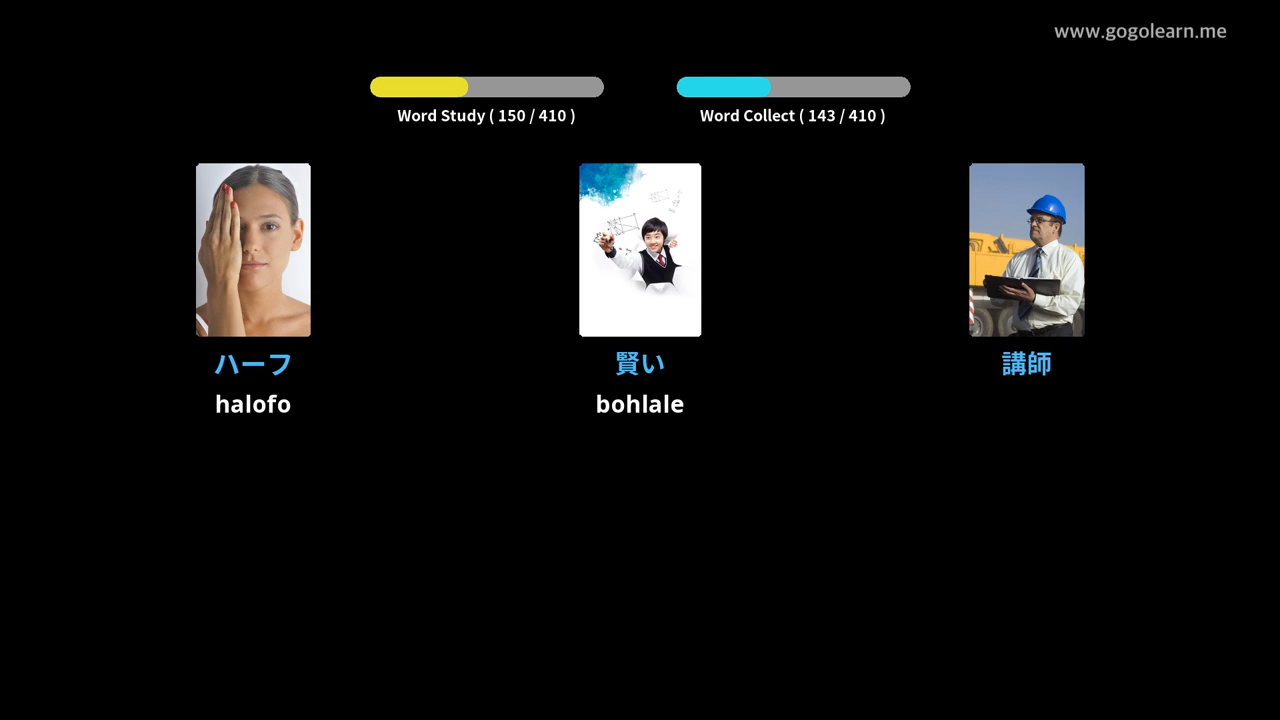 www.gogolearn.me
Word Study ( 150 / 410 )
Word Collect ( 143 / 410 )
ハーフ
halofo
賢い
bohlale
講師